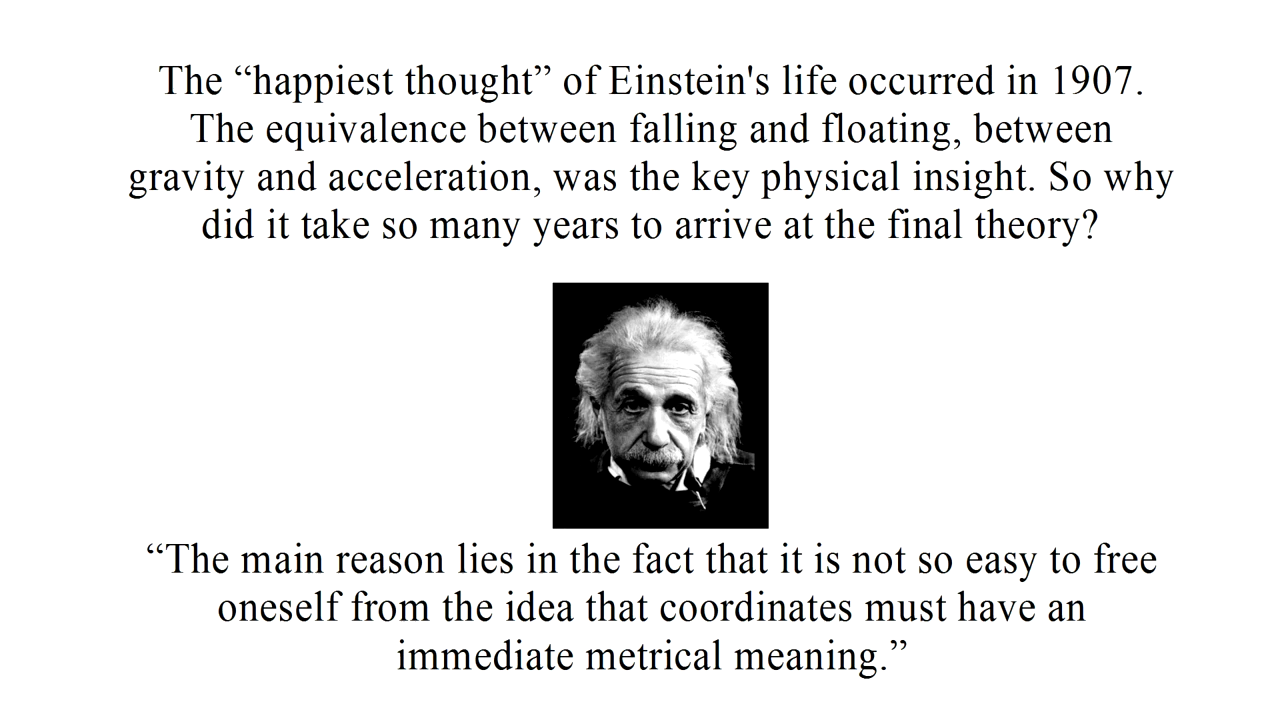 The “happiest thought” of Einstein's life occurred in 1907.
The equivalence between falling and floating, between
gravity and acceleration, was the key physical insight. So why
did it take so many years to arrive at the final theory?
“The main reason lies in the fact that it is not so easy to free
oneself from the idea that coordinates must have an
immediate metrical meaning.”